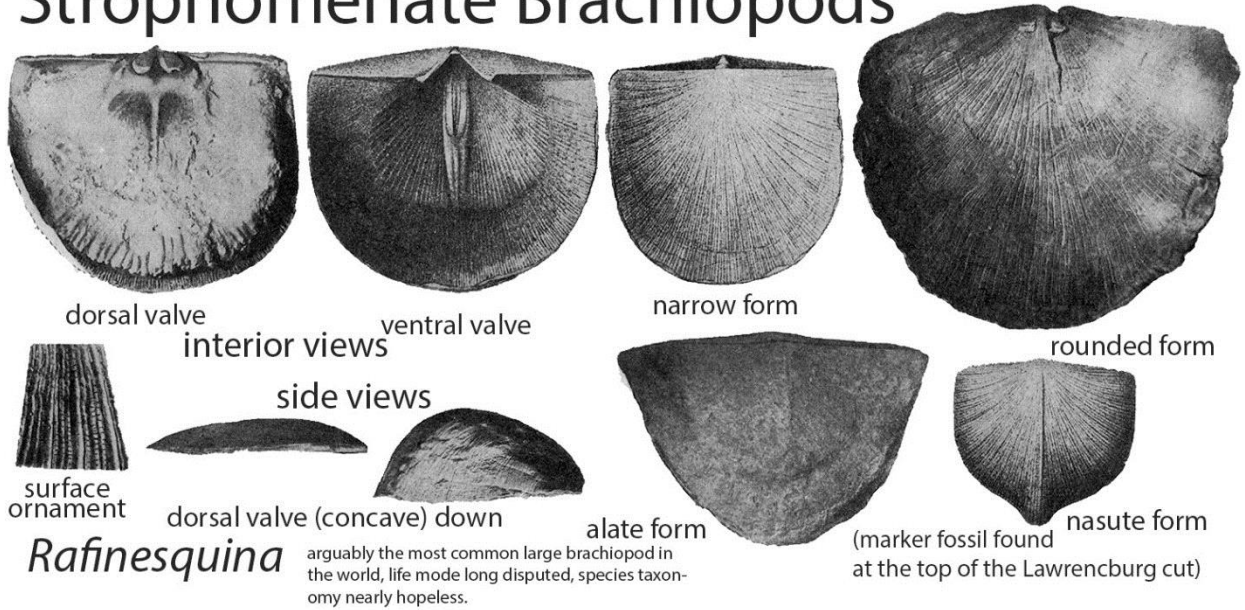 Strophomenate Brachiopods
dorsal valve
ventral valve
interior views
narrow form
rounded form
side views
surface
ornament
dorsal valve (concave) down
alate form
nasute form
(marker fossil found
at the top of the Lawrencburg cut)
Rafinesquina
arguably the most common large brachiopod in
the world, life mode long disputed, species taxon-
omy nearly hopeless.